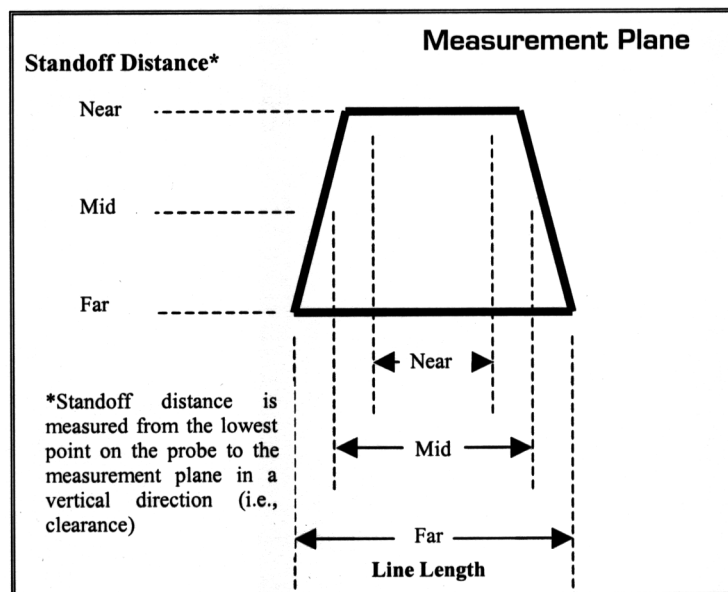 Measurement Plane
Standoff Distance*
Near
Mid
Far
Near
*Standoff distance is
measured from the lowest
point on the probe to the
measurement plane in a
vertical direction (i.e.,
clearance)
Mid
Far
Line Length